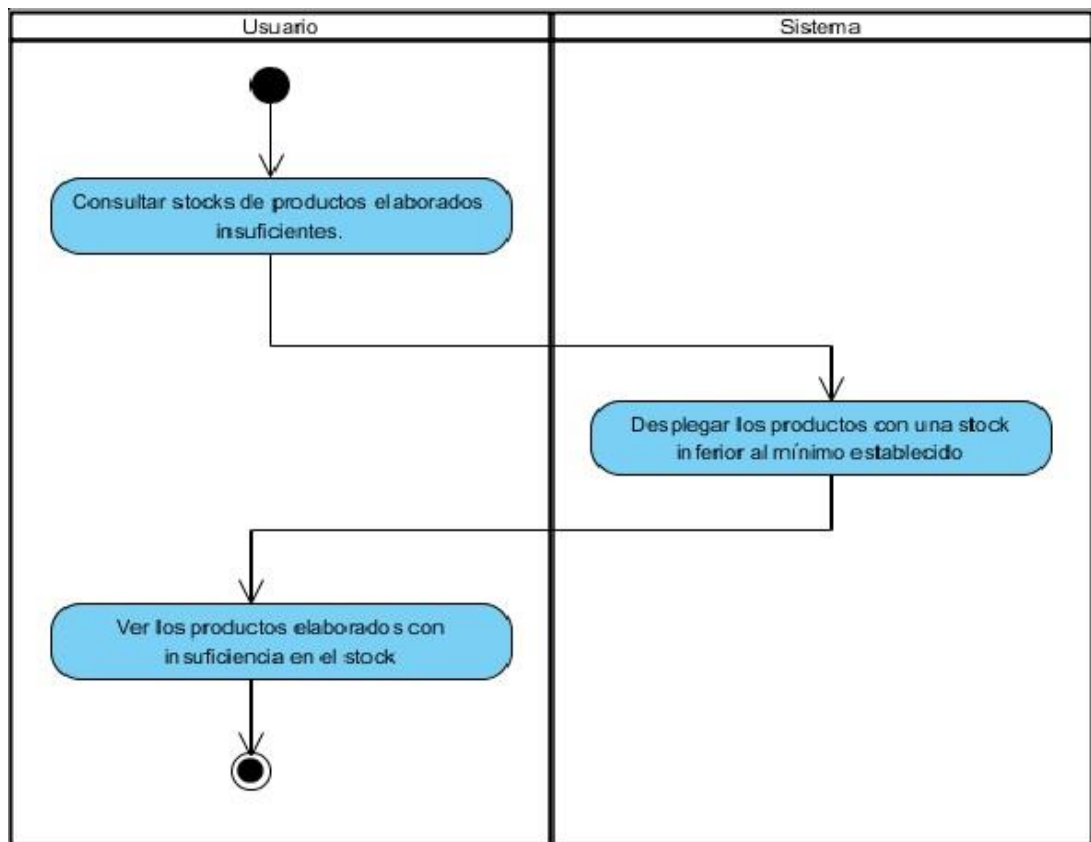 Usuario
Sistema
Consultar stocks de productos elaborados
insuficientes.
Desplegar los productos con una stock
inferior al mínimo establecido
Ver los productos elaborados con
insuficiencia en el stock